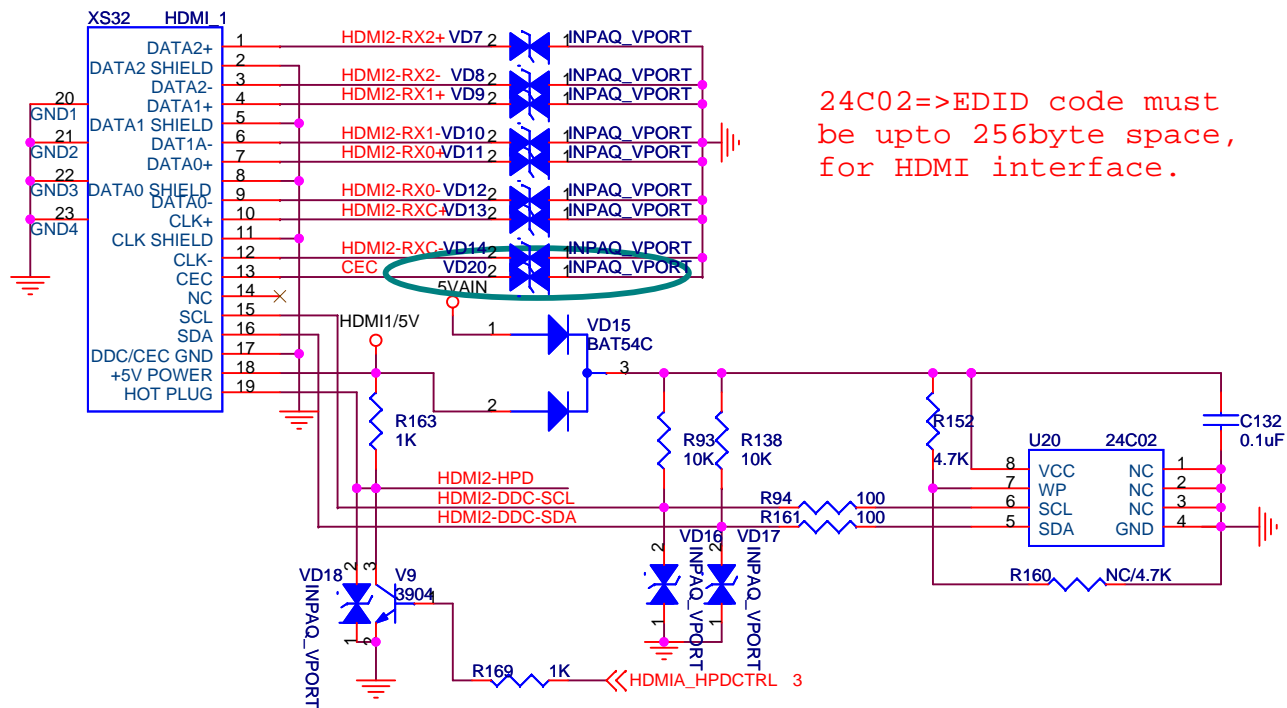 XS32 HDMI_1
DATA2+ 1 HDMI2-RX2+ VD7 2 1 INPAQ_VPORT
DATA2 SHIELD 2
DATA2- 3 HDMI2-RX2- VD8 2 1 INPAQ_VPORT
20 GND1 DATA1+ 4 HDMI2-RX1+ VD9 2 1 INPAQ_VPORT
DATA1 SHIELD 5
21 GND2 DAT1A- 6 HDMI2-RX1- VD10 2 1 INPAQ_VPORT
DATA0+ 7 HDMI2-RX0+ VD11 2 1 INPAQ_VPORT
22 GND3 DATA0 SHIELD 8
DATA0- 9 HDMI2-RX0- VD12 2 1 INPAQ_VPORT
23 GND4 CLK+ 10 HDMI2-RXC+ VD13 2 1 INPAQ_VPORT
CLK SHIELD 11
CLK- 12 HDMI2-RXC- VD14 2 1 INPAQ_VPORT
CEC 13 CEC VD20 2 1 INPAQ_VPORT
NC 14
SCL 15
SDA 16
DDC/CEC GND 17
+5V POWER 18
HOT PLUG 19
24C02=>EDID code must
be upto 256byte space,
for HDMI interface.
5VAIN
HDMI1/5V
1 VD15
BAT54C
3
2
R163
1K
R93
10K
R138
10K
R152
4.7K
C132
0.1uF
U20 24C02
8 VCC NC 1
7 WP NC 2
6 SCL NC 3
5 SDA GND 4
HDMI2-HPD
HDMI2-DDC-SCL
HDMI2-DDC-SDA
R94 100
R161 100
R160 NC/4.7K
VD16 2 1 INPAQ_VPORT
VD17 2 1 INPAQ_VPORT
VD18 2 1 INPAQ_VPORT
V9
3904
3 1 2
R169 1K
HDMIA_HPDCTRL 3